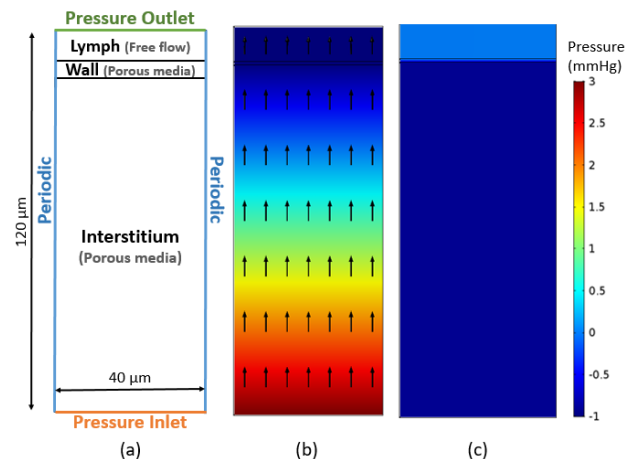 Pressure Outlet
Lymph (Free flow)
Wall (Porous media)
Periodic
Periodic
120 µm
Interstitium
(Porous media)
40 µm
Pressure Inlet
(a)
(b)
(c)
Pressure
(mmHg)
3
2.5
2
1.5
1
0.5
0
-0.5
-1